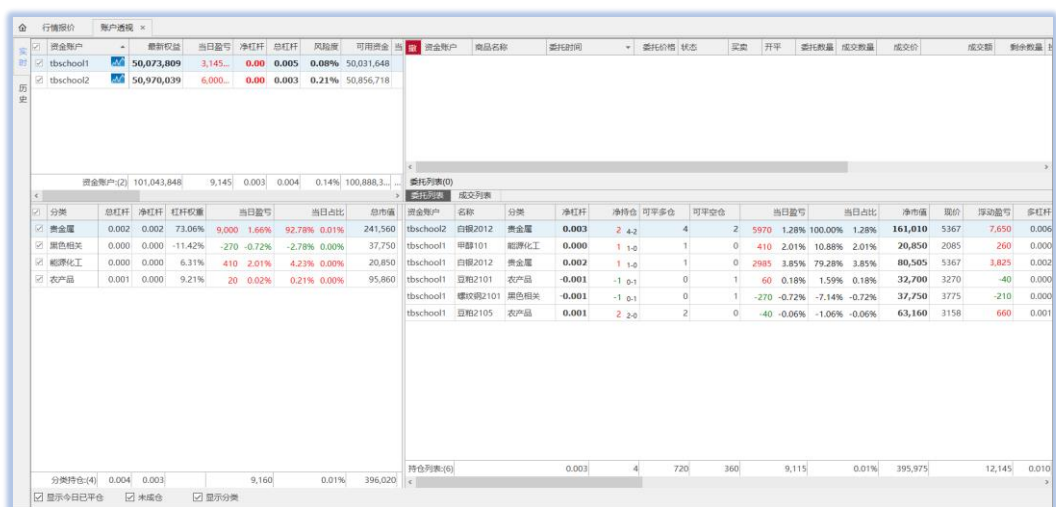 行情报价 账户透视 ×
实时
历史
资金账户 最新权益 当日盈亏 净杠杆 总杠杆 风险度 可用资金 当
tbschool1 50,073,809 3,145... 0.00 0.005 0.08% 50,031,648
tbschool2 50,970,039 6,000... 0.00 0.003 0.21% 50,856,718
资金账户:(2) 101,043,848 9,145 0.003 0.004 0.14% 100,888,3... ...
撤 资金账户 商品名称 委托时间 委托价格 状态 买卖 开平 委托数量 成交数量 成交价 成交额 剩余数量
委托列表(0)
委托列表 成交列表
分类 总杠杆 净杠杆 杠杆权重 当日盈亏 当日占比 总市值
贵金属 0.002 0.002 73.06% 9,000 1.66% 92.78% 0.01% 241,560
黑色相关 0.000 0.000 -11.42% -270 -0.72% -2.78% 0.00% 37,750
能源化工 0.000 0.000 6.31% 410 2.01% 4.23% 0.00% 20,850
农产品 0.001 0.000 9.21% 20 0.02% 0.21% 0.00% 95,860
分类持仓:(4) 0.004 0.003 9,160 0.01% 396,020
资金账户 名称 分类 净杠杆 净持仓 可平多仓 可平空仓 当日盈亏 当日占比 净市值 现价 浮动盈亏 多杠杆
tbschool2 白银2012 贵金属 0.003 2 4-2 4 2 5970 1.28% 100.00% 1.28% 161,010 5367 7,650 0.006
tbschool1 甲醇101 能源化工 0.000 1 1-0 1 0 410 2.01% 10.88% 2.01% 20,850 2085 260 0.000
tbschool1 白银2012 贵金属 0.002 1 1-0 1 0 2985 3.85% 79.28% 3.85% 80,505 5367 3,825 0.002
tbschool1 豆粕2101 农产品 -0.001 -1 0-1 0 1 60 0.18% 1.59% 0.18% 32,700 3270 -40 0.000
tbschool1 螺纹钢2101 黑色相关 -0.001 -1 0-1 0 1 -270 -0.72% -7.14% -0.72% 37,750 3775 -210 0.000
tbschool1 豆粕2105 农产品 0.001 2 2-0 2 0 -40 -0.06% -1.06% -0.06% 63,160 3158 660 0.001
持仓列表:(6) 0.003 4 720 360 9,115 0.01% 395,975 12,145 0.010
显示今日已平仓 未成仓 显示分类